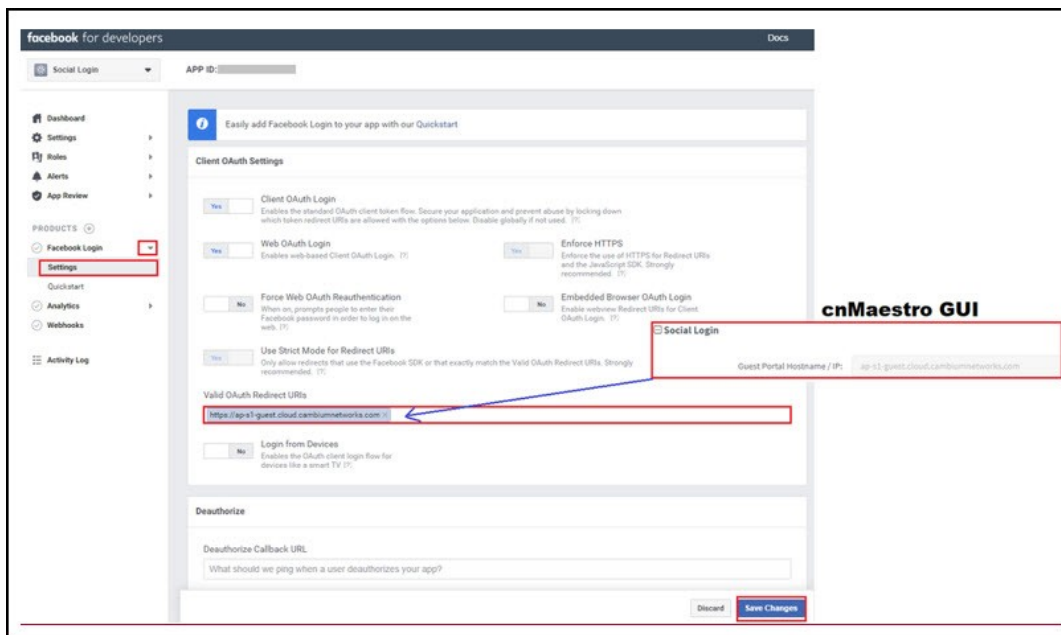 facebook for developers
Docs
Social Login
APP ID:
Dashboard
Settings
Roles
Alerts
App Review
PRODUCTS
Facebook Login
Settings
Quickstart
Analytics
Webhooks
Activity Log
Easily add Facebook Login to your app with our Quickstart
Client OAuth Settings
Yes
Client OAuth Login
Enables the standard OAuth client token flow. Secure your application and prevent abuse by locking down
which token redirect URIs are allowed with the options below. Disable globally if not used. [?]
Yes
Web OAuth Login
Enables web-based Client OAuth Login. [?]
Yes
Enforce HTTPS
Enforce the use of HTTPS for Redirect URIs
and the JavaScript SDK. Strongly
recommended. [?]
No
Force Web OAuth Reauthentication
When on, prompts people to enter their
Facebook password in order to log in on the
web. [?]
No
Embedded Browser OAuth Login
Enable webview Redirect URIs for Client
OAuth Login. [?]
Yes
Use Strict Mode for Redirect URIs
Only allow redirects that use the Facebook SDK or that exactly match the Valid OAuth Redirect URIs. Strongly
recommended. [?]
Valid OAuth Redirect URIs
https://ap-s1-guest.cloud.cambiumnetworks.com ×
No
Login from Devices
Enables the OAuth client login flow for
devices like a smart TV [?]
Deauthorize
Deauthorize Callback URL
What should we ping when a user deauthorizes your app?
Discard
Save Changes
cnMaestro GUI
Social Login
Guest Portal Hostname / IP:
ap-s1-guest.cloud.cambiumnetworks.com